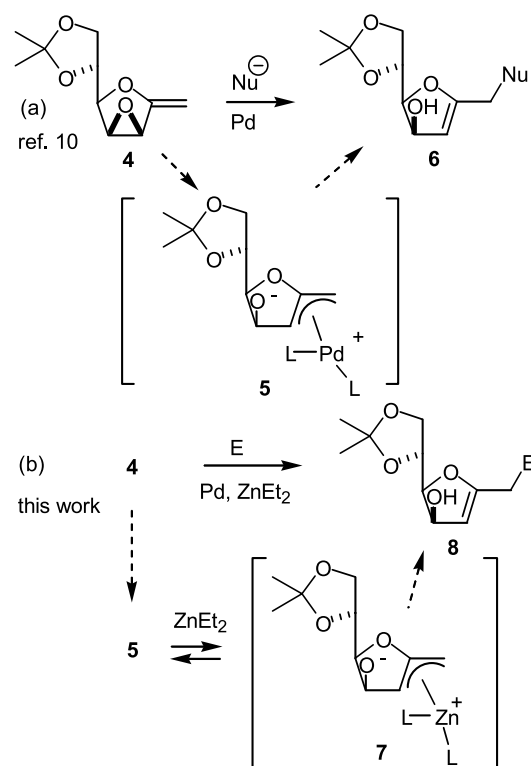 O
O
O
O
(a)
ref. 10
4
Nu⊖
Pd
O
O
O
OH
Nu
6
O
O
O
O-
+
L
Pd
L
5
(b)
this work
4
E
Pd, ZnEt2
O
O
O
OH
E
8
5
ZnEt2
O
O
O
O-
+
L
Zn
L
7